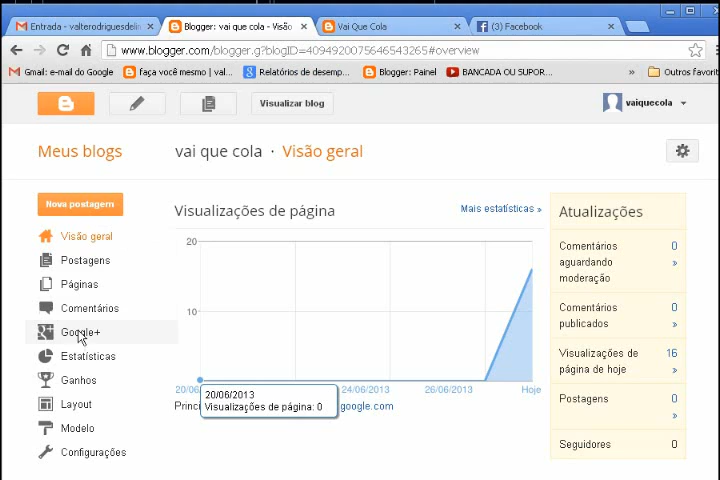 Entrada - valterodriguesdelin
Blogger: vai que cola - Visão
Vai Que Cola
(3) Facebook
www.blogger.com/blogger.g?blogID=4094920075646543265#overview
Gmail: e-mail do Google
faça você mesmo | val...
Relatórios de desemp...
Blogger: Painel
BANCADA OU SUPOR...
»
Outros favorit
Visualizar blog
vaiquecola
Meus blogs
vai que cola · Visão geral
Nova postagem
Visão geral
Postagens
Páginas
Comentários
Google+
Estatísticas
Ganhos
Layout
Modelo
Configurações
Visualizações de página
Mais estatísticas »
20
10
20/06
24/06/2013
26/06/2013
Hoje
20/06/2013
Visualizações de página: 0
Princi
google.com
Atualizações
Comentários 0
aguardando »
moderação
Comentários 0
publicados »
Visualizações de 16
página de hoje »
Postagens 0
»
Seguidores 0